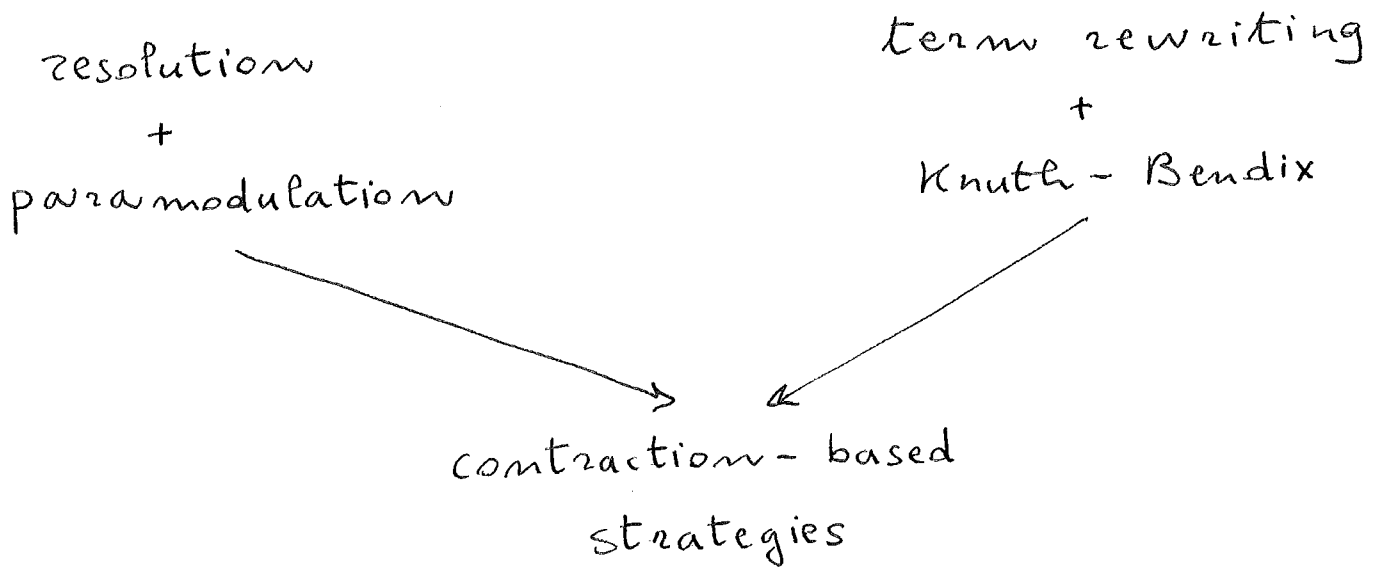 resolution
+
paramodulation
term rewriting
+
Knuth - Bendix
contraction - based
strategies